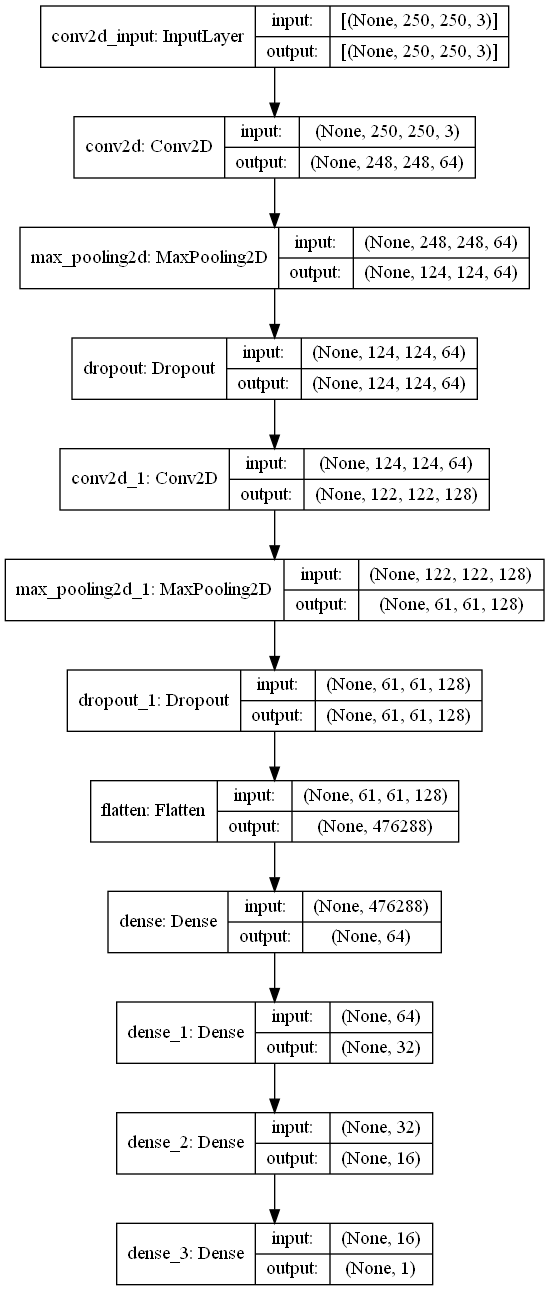 conv2d_input: InputLayer
input: [(None, 250, 250, 3)]
output: [(None, 250, 250, 3)]
conv2d: Conv2D
input: (None, 250, 250, 3)
output: (None, 248, 248, 64)
max_pooling2d: MaxPooling2D
input: (None, 248, 248, 64)
output: (None, 124, 124, 64)
dropout: Dropout
input: (None, 124, 124, 64)
output: (None, 124, 124, 64)
conv2d_1: Conv2D
input: (None, 124, 124, 64)
output: (None, 122, 122, 128)
max_pooling2d_1: MaxPooling2D
input: (None, 122, 122, 128)
output: (None, 61, 61, 128)
dropout_1: Dropout
input: (None, 61, 61, 128)
output: (None, 61, 61, 128)
flatten: Flatten
input: (None, 61, 61, 128)
output: (None, 476288)
dense: Dense
input: (None, 476288)
output: (None, 64)
dense_1: Dense
input: (None, 64)
output: (None, 32)
dense_2: Dense
input: (None, 32)
output: (None, 16)
dense_3: Dense
input: (None, 16)
output: (None, 1)